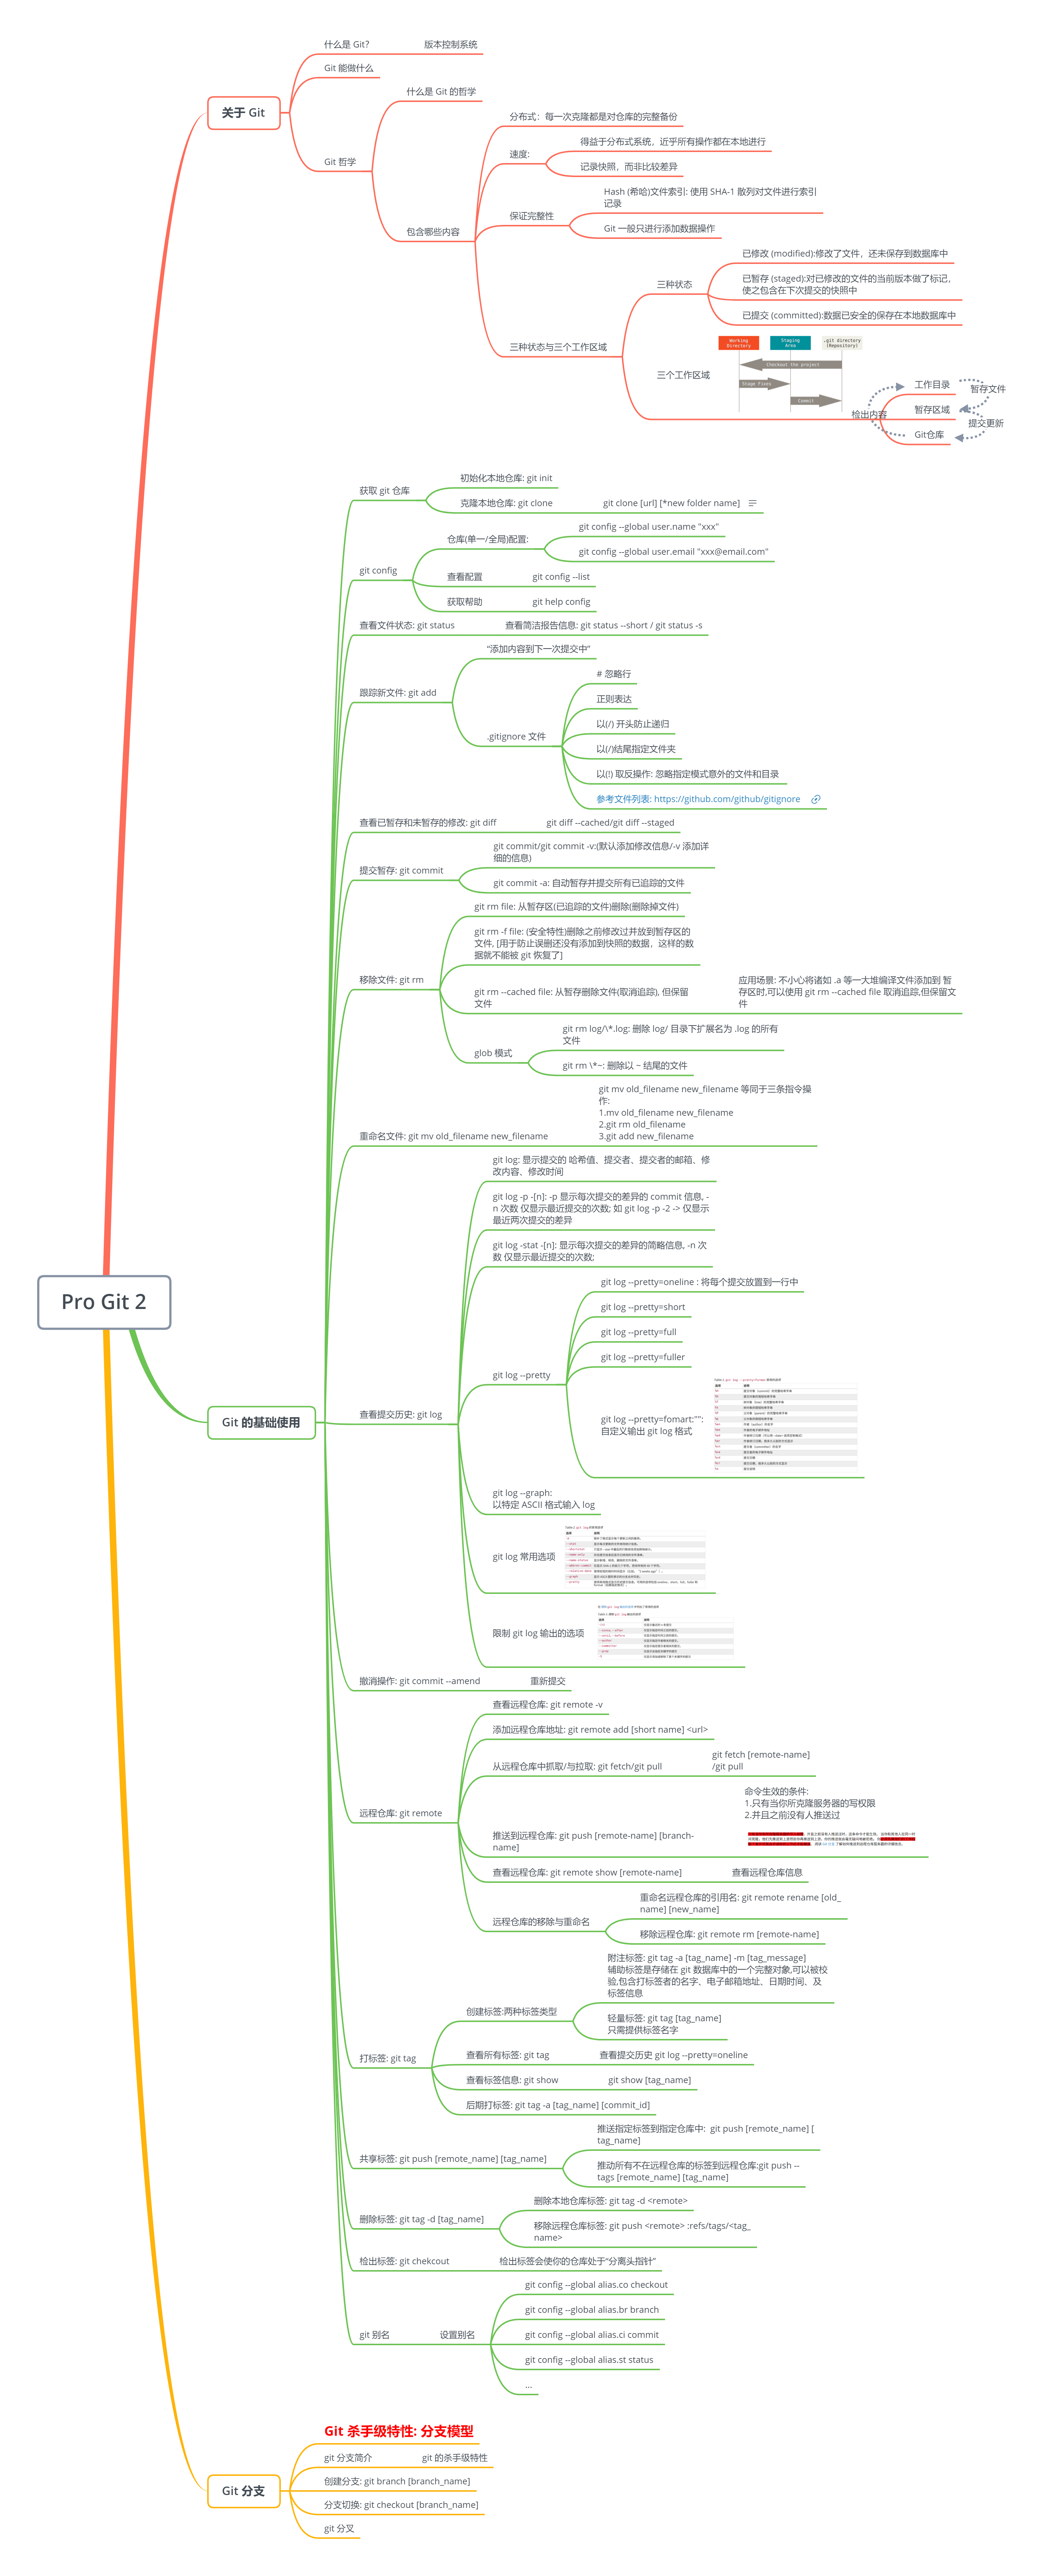 什么是 Git?
版本控制系统
Git 能做什么
关于 Git
什么是 Git 的哲学
Git 哲学
分布式：每一次克隆都是对仓库的完整备份
速度:
得益于分布式系统，近乎所有操作都在本地进行
记录快照，而非比较差异
包含哪些内容
保证完整性
Hash (希哈)文件索引: 使用 SHA-1 散列对文件进行索引
记录
Git 一般只进行添加数据操作
三种状态与三个工作区域
三种状态
已修改 (modified):修改了文件，还未保存到数据库中
已暂存 (staged):对已修改的文件的当前版本做了标记，
使之包含在下次提交的快照中
已提交 (committed):数据已安全的保存在本地数据库中
三个工作区域
Working
Directory
Staging
Area
.git directory
(Repository)
Checkout the project
Stage Fixes
Commit
检出内容
工作目录
暂存文件
暂存区域
提交更新
Git仓库
获取 git 仓库
初始化本地仓库: git init
克隆本地仓库: git clone
git clone [url] [*new folder name]
git config
仓库(单一/全局)配置:
git config --global user.name "xxx"
git config --global user.email "xxx@email.com"
查看配置
git config --list
获取帮助
git help config
查看文件状态: git status
查看简洁报告信息: git status --short / git status -s
跟踪新文件: git add
“添加内容到下一次提交中”
.gitignore 文件
# 忽略行
正则表达
以(/) 开头防止递归
以(/)结尾指定文件夹
以(!) 取反操作: 忽略指定模式意外的文件和目录
参考文件列表: https://github.com/github/gitignore
查看已暂存和未暂存的修改: git diff
git diff --cached/git diff --staged
提交暂存: git commit
git commit/git commit -v:(默认添加修改信息/-v 添加详
细的信息)
git commit -a: 自动暂存并提交所有已追踪的文件
移除文件: git rm
git rm file: 从暂存区(已追踪的文件)删除(删除掉文件)
git rm -f file: (安全特性)删除之前修改过并放到暂存区的
文件, [用于防止误删还没有添加到快照的数据，这样的数
据就不能被 git 恢复了]
git rm --cached file: 从暂存删除文件(取消追踪), 但保留
文件
应用场景: 不小心将诸如 .a 等一大堆编译文件添加到 暂
存区时,可以使用 git rm --cached file 取消追踪,但保留文
件
glob 模式
git rm log/\*.log: 删除 log/ 目录下扩展名为 .log 的所有
文件
git rm \*~: 删除以 ~ 结尾的文件
重命名文件: git mv old_filename new_filename
git mv old_filename new_filename 等同于三条指令操
作:
1.mv old_filename new_filename
2.git rm old_filename
3.git add new_filename
查看提交历史: git log
git log: 显示提交的 哈希值、提交者、提交者的邮箱、修
改内容、修改时间
git log -p -[n]: -p 显示每次提交的差异的 commit 信息, -
n 次数 仅显示最近提交的次数; 如 git log -p -2 -> 仅显示
最近两次提交的差异
git log -stat -[n]: 显示每次提交的差异的简略信息, -n 次
数 仅显示最近提交的次数;
git log --pretty
git log --pretty=oneline : 将每个提交放置到一行中
git log --pretty=short
git log --pretty=full
git log --pretty=fuller
git log --pretty=fomart:"";
自定义输出 git log 格式
git log --graph:
以特定 ASCII 格式输入 log
git log 常用选项
限制 git log 输出的选项
Pro Git 2
Git 的基础使用
撤消操作: git commit --amend
重新提交
远程仓库: git remote
查看远程仓库: git remote -v
添加远程仓库地址: git remote add [short name] <url>
从远程仓库中抓取/与拉取: git fetch/git pull
git fetch [remote-name]
/git pull
推送到远程仓库: git push [remote-name] [branch-
name]
命令生效的条件:
1.只有当你所克隆服务器的写权限
2.并且之前没有人推送过
查看远程仓库: git remote show [remote-name]
查看远程仓库信息
远程仓库的移除与重命名
重命名远程仓库的引用名: git remote rename [old_
name] [new_name]
移除远程仓库: git remote rm [remote-name]
打标签: git tag
创建标签:两种标签类型
附注标签: git tag -a [tag_name] -m [tag_message]
辅助标签是存储在 git 数据库中的一个完整对象,可以被校
验,包含打标签者的名字、电子邮箱地址、日期时间、及
标签信息
轻量标签: git tag [tag_name]
只需提供标签名字
查看所有标签: git tag
查看提交历史 git log --pretty=oneline
查看标签信息: git show
git show [tag_name]
后期打标签: git tag -a [tag_name] [commit_id]
共享标签: git push [remote_name] [tag_name]
推送指定标签到指定仓库中:  git push [remote_name] [
tag_name]
推动所有不在远程仓库的标签到远程仓库:git push --
tags [remote_name] [tag_name]
删除标签: git tag -d [tag_name]
删除本地仓库标签: git tag -d <remote>
移除远程仓库标签: git push <remote> :refs/tags/<tag_
name>
检出标签: git chekcout
检出标签会使你的仓库处于“分离头指针”
git 别名
设置别名
git config --global alias.co checkout
git config --global alias.br branch
git config --global alias.ci commit
git config --global alias.st status
...
Git 分支
Git 杀手级特性: 分支模型
git 分支简介
git 的杀手级特性
创建分支: git branch [branch_name]
分支切换: git checkout [branch_name]
git 分叉